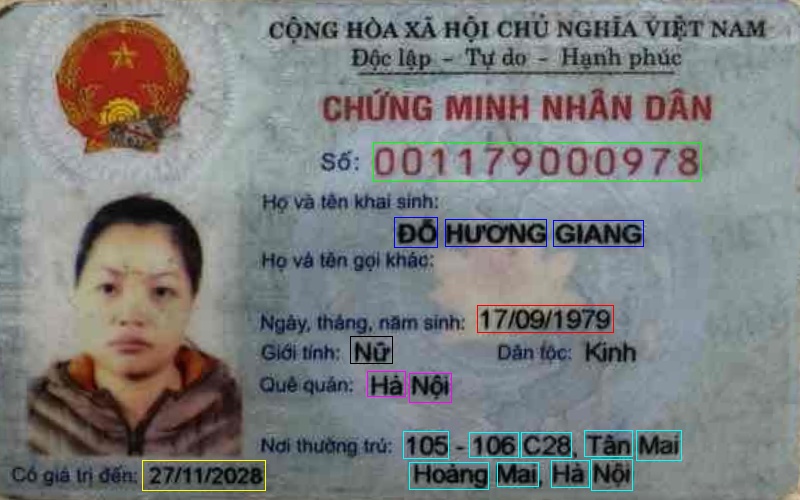 CỘNG HÒA XÃ HỘI CHỦ NGHĨA VIỆT NAM
Độc lập - Tự do - Hạnh phúc
CHỨNG MINH NHÂN DÂN
Số: 001179000978
Họ và tên khai sinh:
ĐỖ HƯƠNG GIANG
Họ và tên gọi khác:
Ngày, tháng, năm sinh: 17/09/1979
Giới tính: Nữ Dân tộc: Kinh
Quê quán: Hà Nội
Nơi thường trú: 105 - 106 C28, Tân Mai
Có giá trị đến: 27/11/2028 Hoàng Mai, Hà Nội